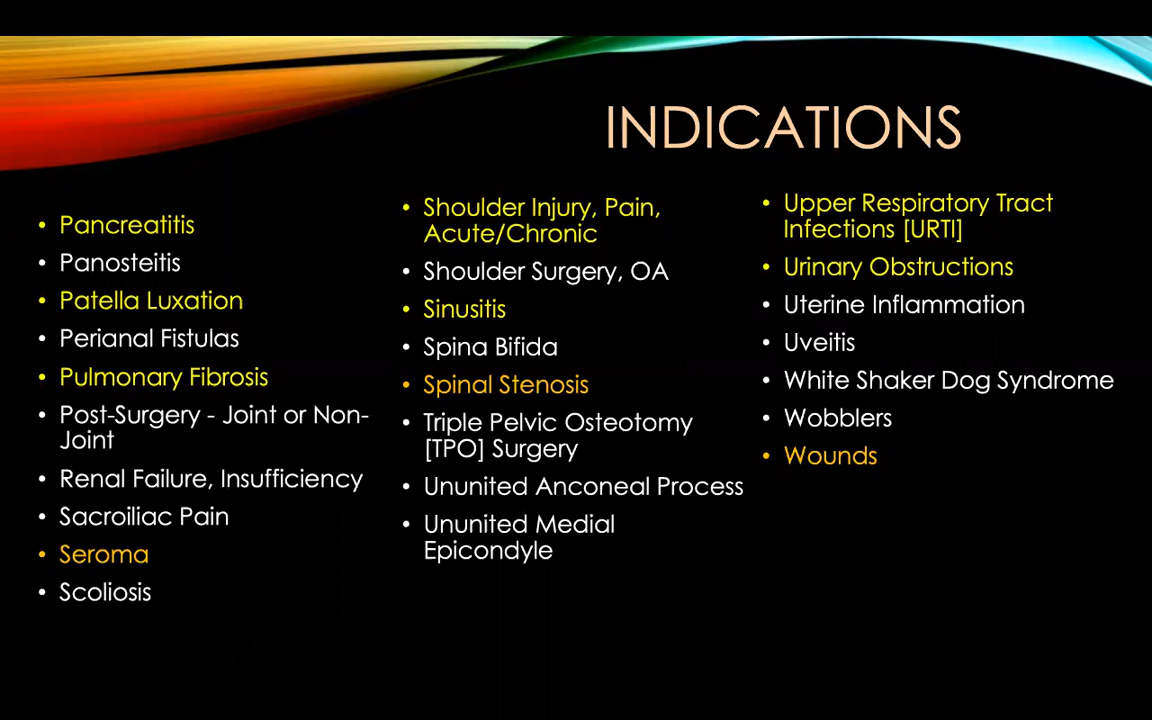 INDICATIONS
• Pancreatitis
• Panosteitis
• Patella Luxation
• Perianal Fistulas
• Pulmonary Fibrosis
• Post-Surgery - Joint or Non-
Joint
• Renal Failure, Insufficiency
• Sacroiliac Pain
• Seroma
• Scoliosis
• Shoulder Injury, Pain,
Acute/Chronic
• Shoulder Surgery, OA
• Sinusitis
• Spina Bifida
• Spinal Stenosis
• Triple Pelvic Osteotomy
[TPO] Surgery
• Ununited Anconeal Process
• Ununited Medial
Epicondyle
• Upper Respiratory Tract
Infections [URTI]
• Urinary Obstructions
• Uterine Inflammation
• Uveitis
• White Shaker Dog Syndrome
• Wobblers
• Wounds